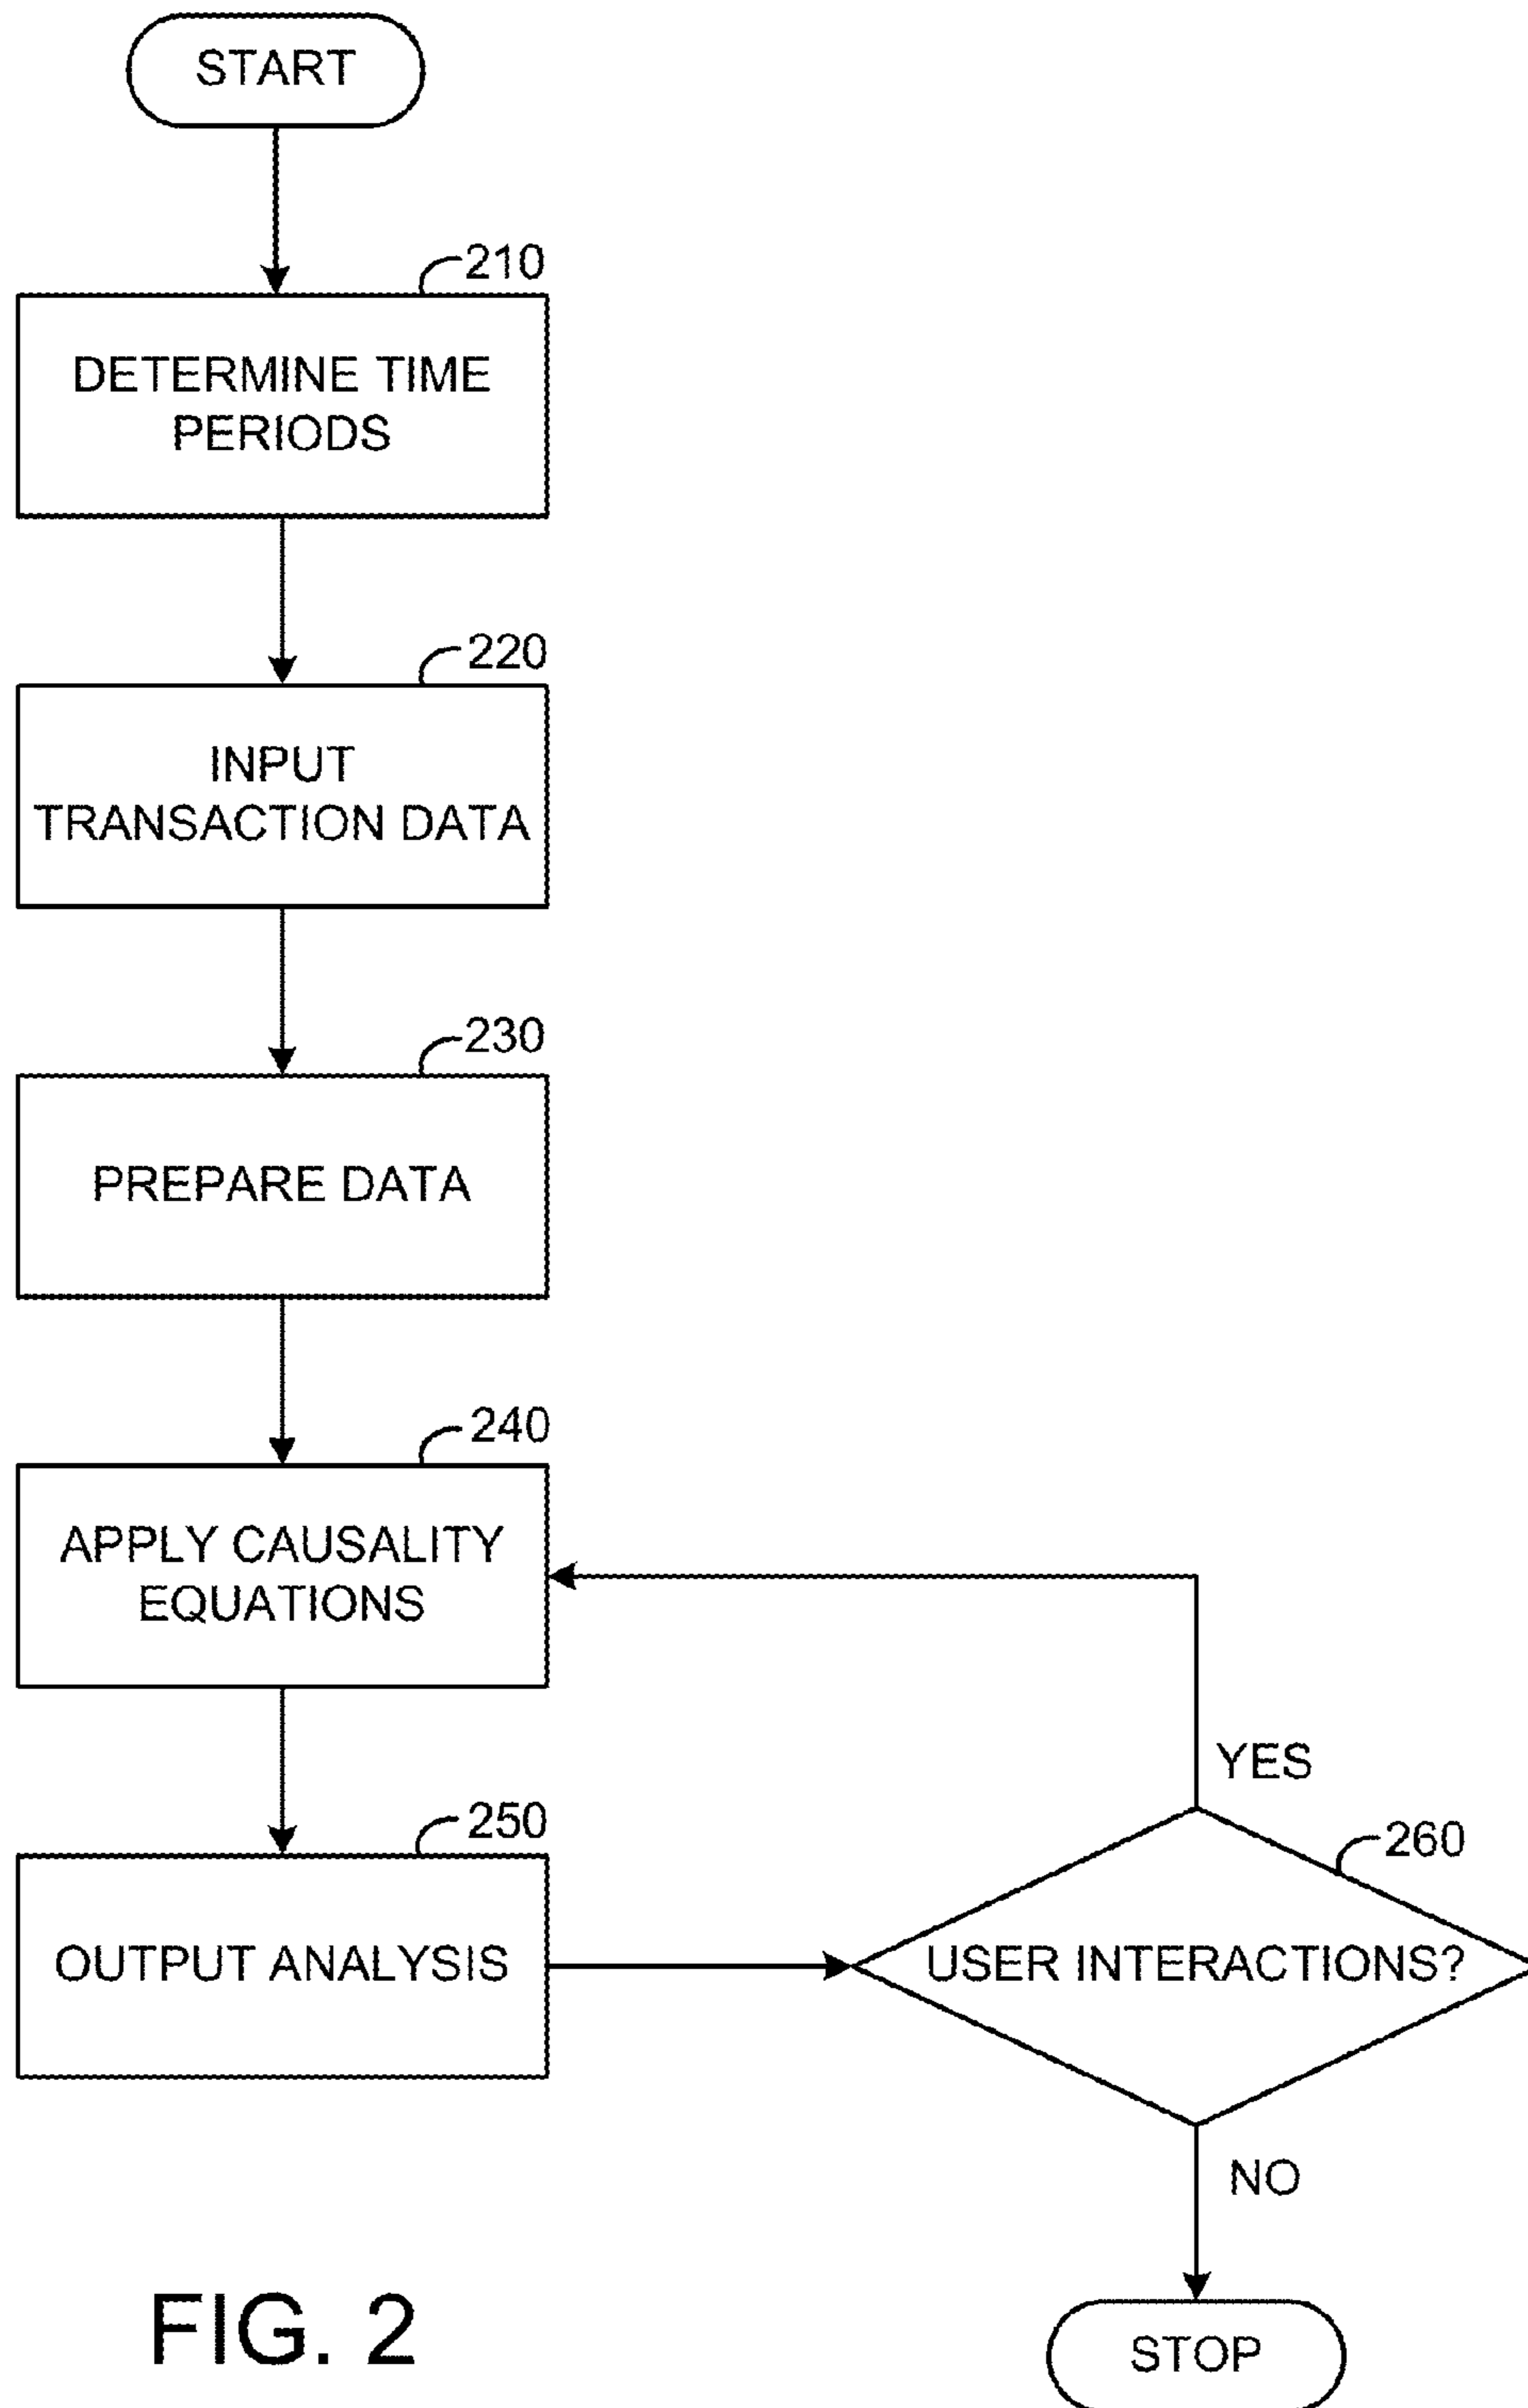 START
210
DETERMINE TIME
PERIODS
220
INPUT
TRANSACTION DATA
230
PREPARE DATA
240
APPLY CAUSALITY
EQUATIONS
250
OUTPUT ANALYSIS
YES
260
USER INTERACTIONS?
NO
STOP
FIG. 2